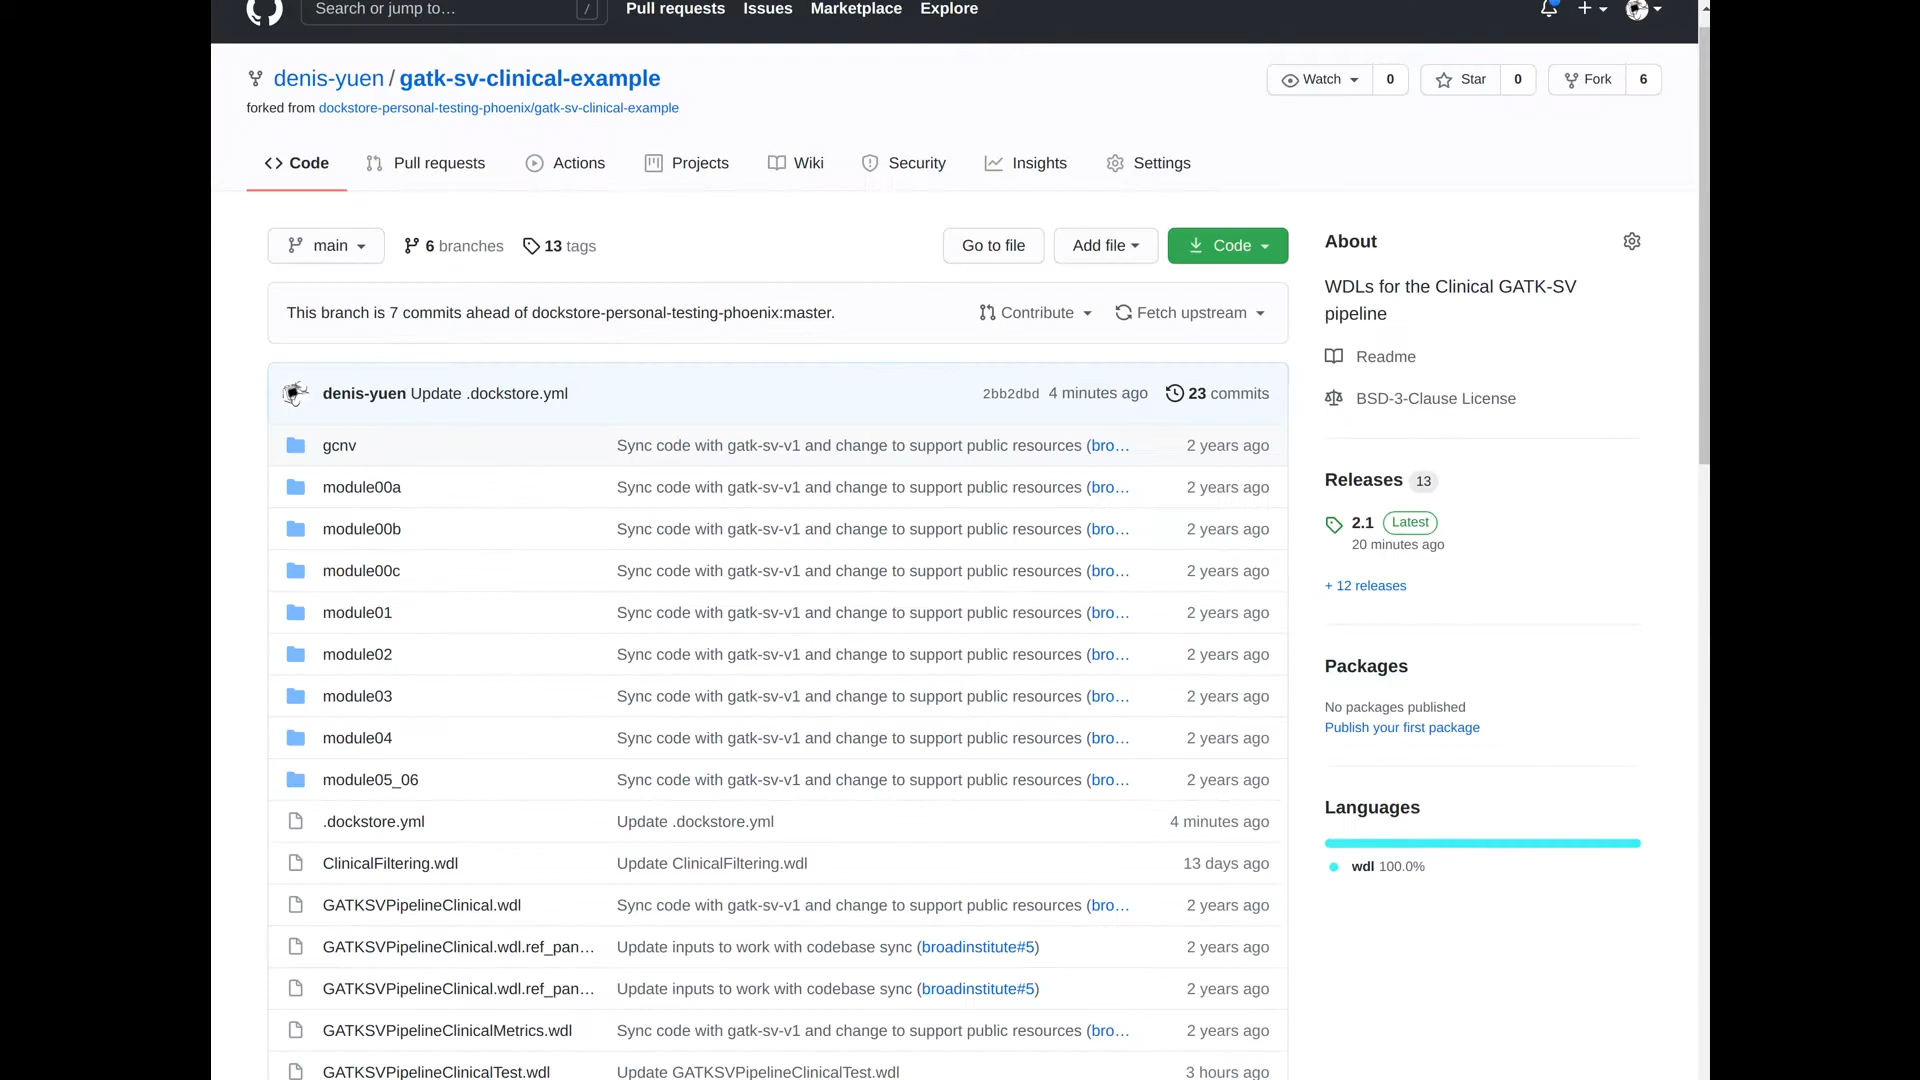 Search or jump to… /
Pull requests Issues Marketplace Explore
denis-yuen / gatk-sv-clinical-example
Watch 0 Star 0 Fork 6
forked from dockstore-personal-testing-phoenix/gatk-sv-clinical-example
Code Pull requests Actions Projects Wiki Security Insights Settings
main 6 branches 13 tags Go to file Add file Code
This branch is 7 commits ahead of dockstore-personal-testing-phoenix:master. Contribute Fetch upstream
denis-yuen Update .dockstore.yml 2bb2dbd 4 minutes ago 23 commits
gcnv Sync code with gatk-sv-v1 and change to support public resources (bro… 2 years ago
module00a Sync code with gatk-sv-v1 and change to support public resources (bro… 2 years ago
module00b Sync code with gatk-sv-v1 and change to support public resources (bro… 2 years ago
module00c Sync code with gatk-sv-v1 and change to support public resources (bro… 2 years ago
module01 Sync code with gatk-sv-v1 and change to support public resources (bro… 2 years ago
module02 Sync code with gatk-sv-v1 and change to support public resources (bro… 2 years ago
module03 Sync code with gatk-sv-v1 and change to support public resources (bro… 2 years ago
module04 Sync code with gatk-sv-v1 and change to support public resources (bro… 2 years ago
module05_06 Sync code with gatk-sv-v1 and change to support public resources (bro… 2 years ago
.dockstore.yml Update .dockstore.yml 4 minutes ago
ClinicalFiltering.wdl Update ClinicalFiltering.wdl 13 days ago
GATKSVPipelineClinical.wdl Sync code with gatk-sv-v1 and change to support public resources (bro… 2 years ago
GATKSVPipelineClinical.wdl.ref_pan… Update inputs to work with codebase sync (broadinstitute#5) 2 years ago
GATKSVPipelineClinical.wdl.ref_pan… Update inputs to work with codebase sync (broadinstitute#5) 2 years ago
GATKSVPipelineClinicalMetrics.wdl Sync code with gatk-sv-v1 and change to support public resources (bro… 2 years ago
GATKSVPipelineClinicalTest.wdl Update GATKSVPipelineClinicalTest.wdl 3 hours ago
About
WDLs for the Clinical GATK-SV
pipeline
Readme
BSD-3-Clause License
Releases 13
2.1 Latest
20 minutes ago
+ 12 releases
Packages
No packages published
Publish your first package
Languages
wdl 100.0%